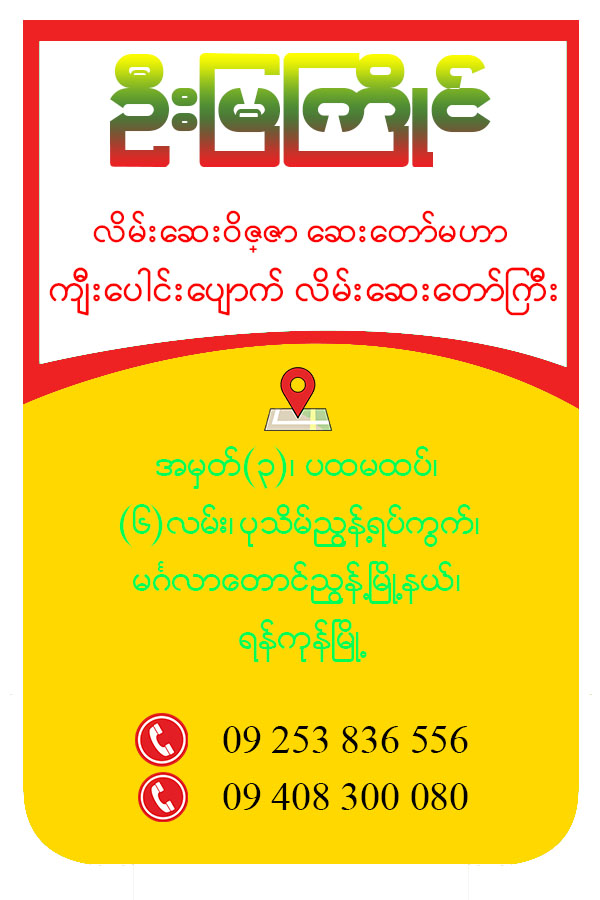 ဦးမြကြိုင်
လိမ်းဆေးဝိဇ္ဇာ ဆေးတော်မဟာ
ကျီးပေါင်းပျောက် လိမ်းဆေးတော်ကြီး
အမှတ်(၃)၊ ပထမထပ်၊
(၆)လမ်း၊ ပုသိမ်ညွန့်ရပ်ကွက်၊
မင်္ဂလာတောင်ညွန့်မြို့နယ်၊
ရန်ကုန်မြို့
09 253 836 556
09 408 300 080